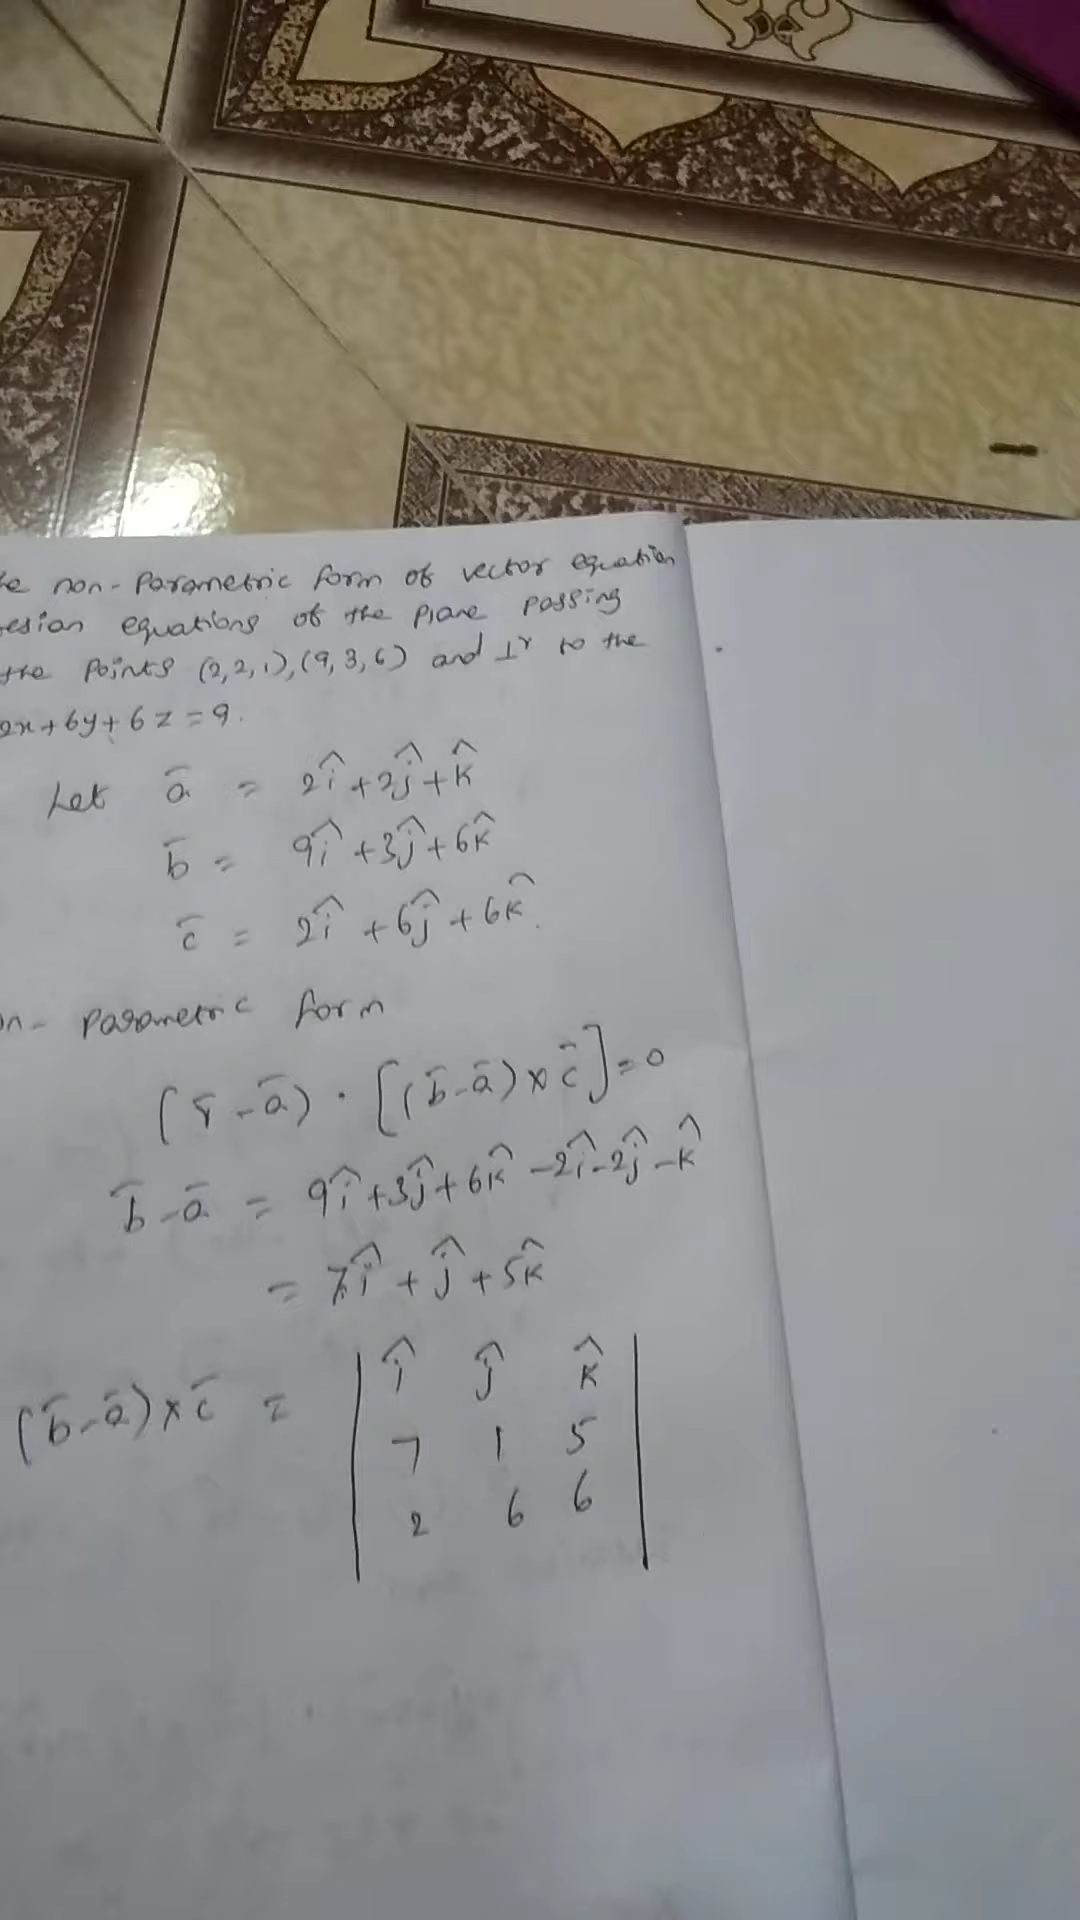 non-Parametric form of vector equation
equations of the plane passing
the Points (2,2,1), (9,3,6) and ⊥r to the
2x+6y+6z=9.
Let ā = 2î+2ĵ+k̂
b̄ = 9î+3ĵ+6k̂
c̄ = 2î+6ĵ+6k̂.
Parametric form
(r̄-ā)·[(b̄-ā)×c̄]=0
b̄-ā = 9î+3ĵ+6k̂-2î-2ĵ-k̂
= 7î+ĵ+5k̂
(b̄-ā)×c̄ = | î ĵ k̂ |
7 1 5
2 6 6